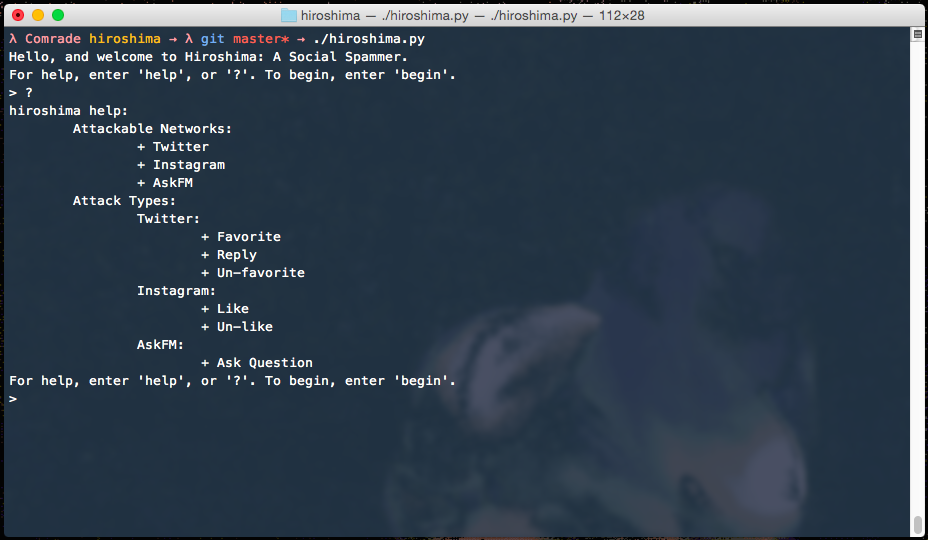 hiroshima — ./hiroshima.py — ./hiroshima.py — 112×28
λ Comrade hiroshima → λ git master* → ./hiroshima.py
Hello, and welcome to Hiroshima: A Social Spammer.
For help, enter 'help', or '?'. To begin, enter 'begin'.
> ?
hiroshima help:
Attackable Networks:
+ Twitter
+ Instagram
+ AskFM
Attack Types:
Twitter:
+ Favorite
+ Reply
+ Un-favorite
Instagram:
+ Like
+ Un-like
AskFM:
+ Ask Question
For help, enter 'help', or '?'. To begin, enter 'begin'.
>